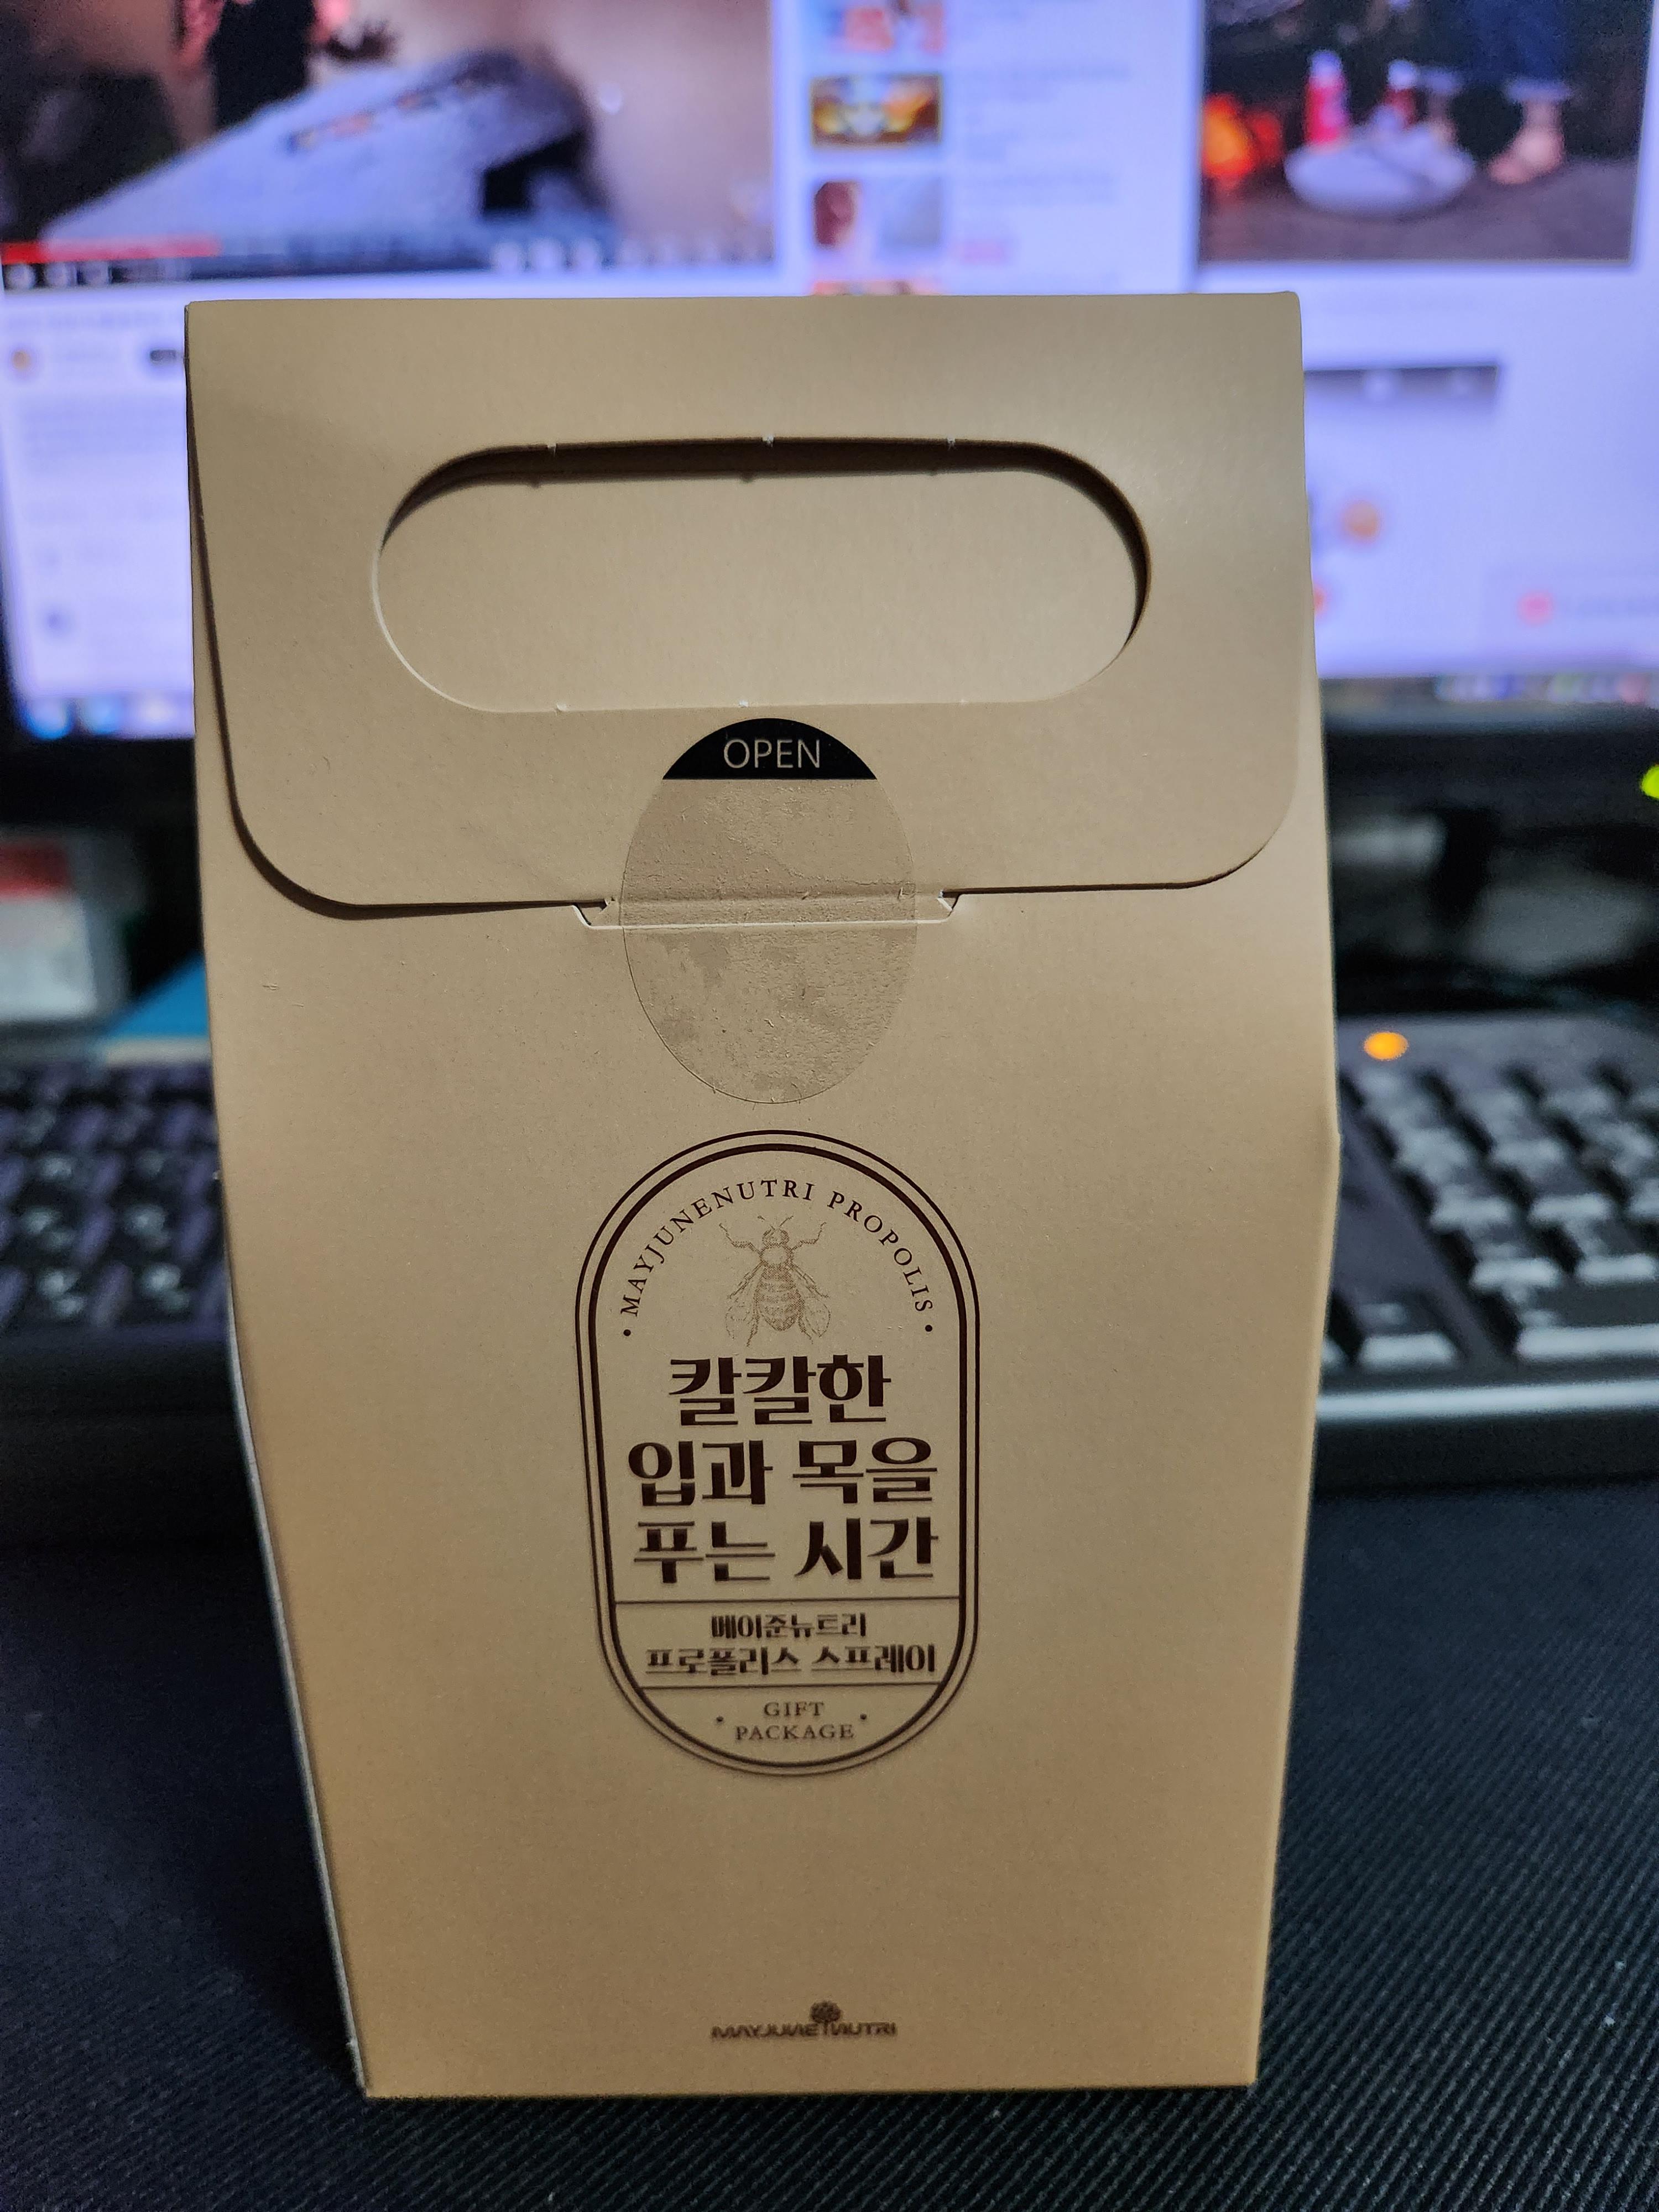 OPEN
MAYJUNENUTRI PROPOLIS
칼칼한
입과 목을
푸는 시간
메이준뉴트리
프로폴리스 스프레이
GIFT
PACKAGE
MAYJUNE NUTRI